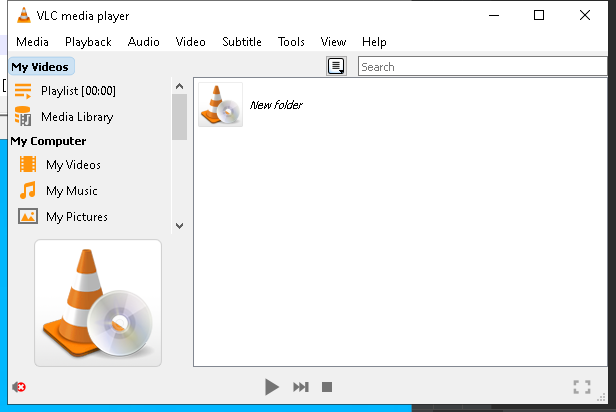 VLC media player
Media Playback Audio Video Subtitle Tools View Help
My Videos
Search
Playlist [00:00]
Media Library
My Computer
My Videos
My Music
My Pictures
New folder